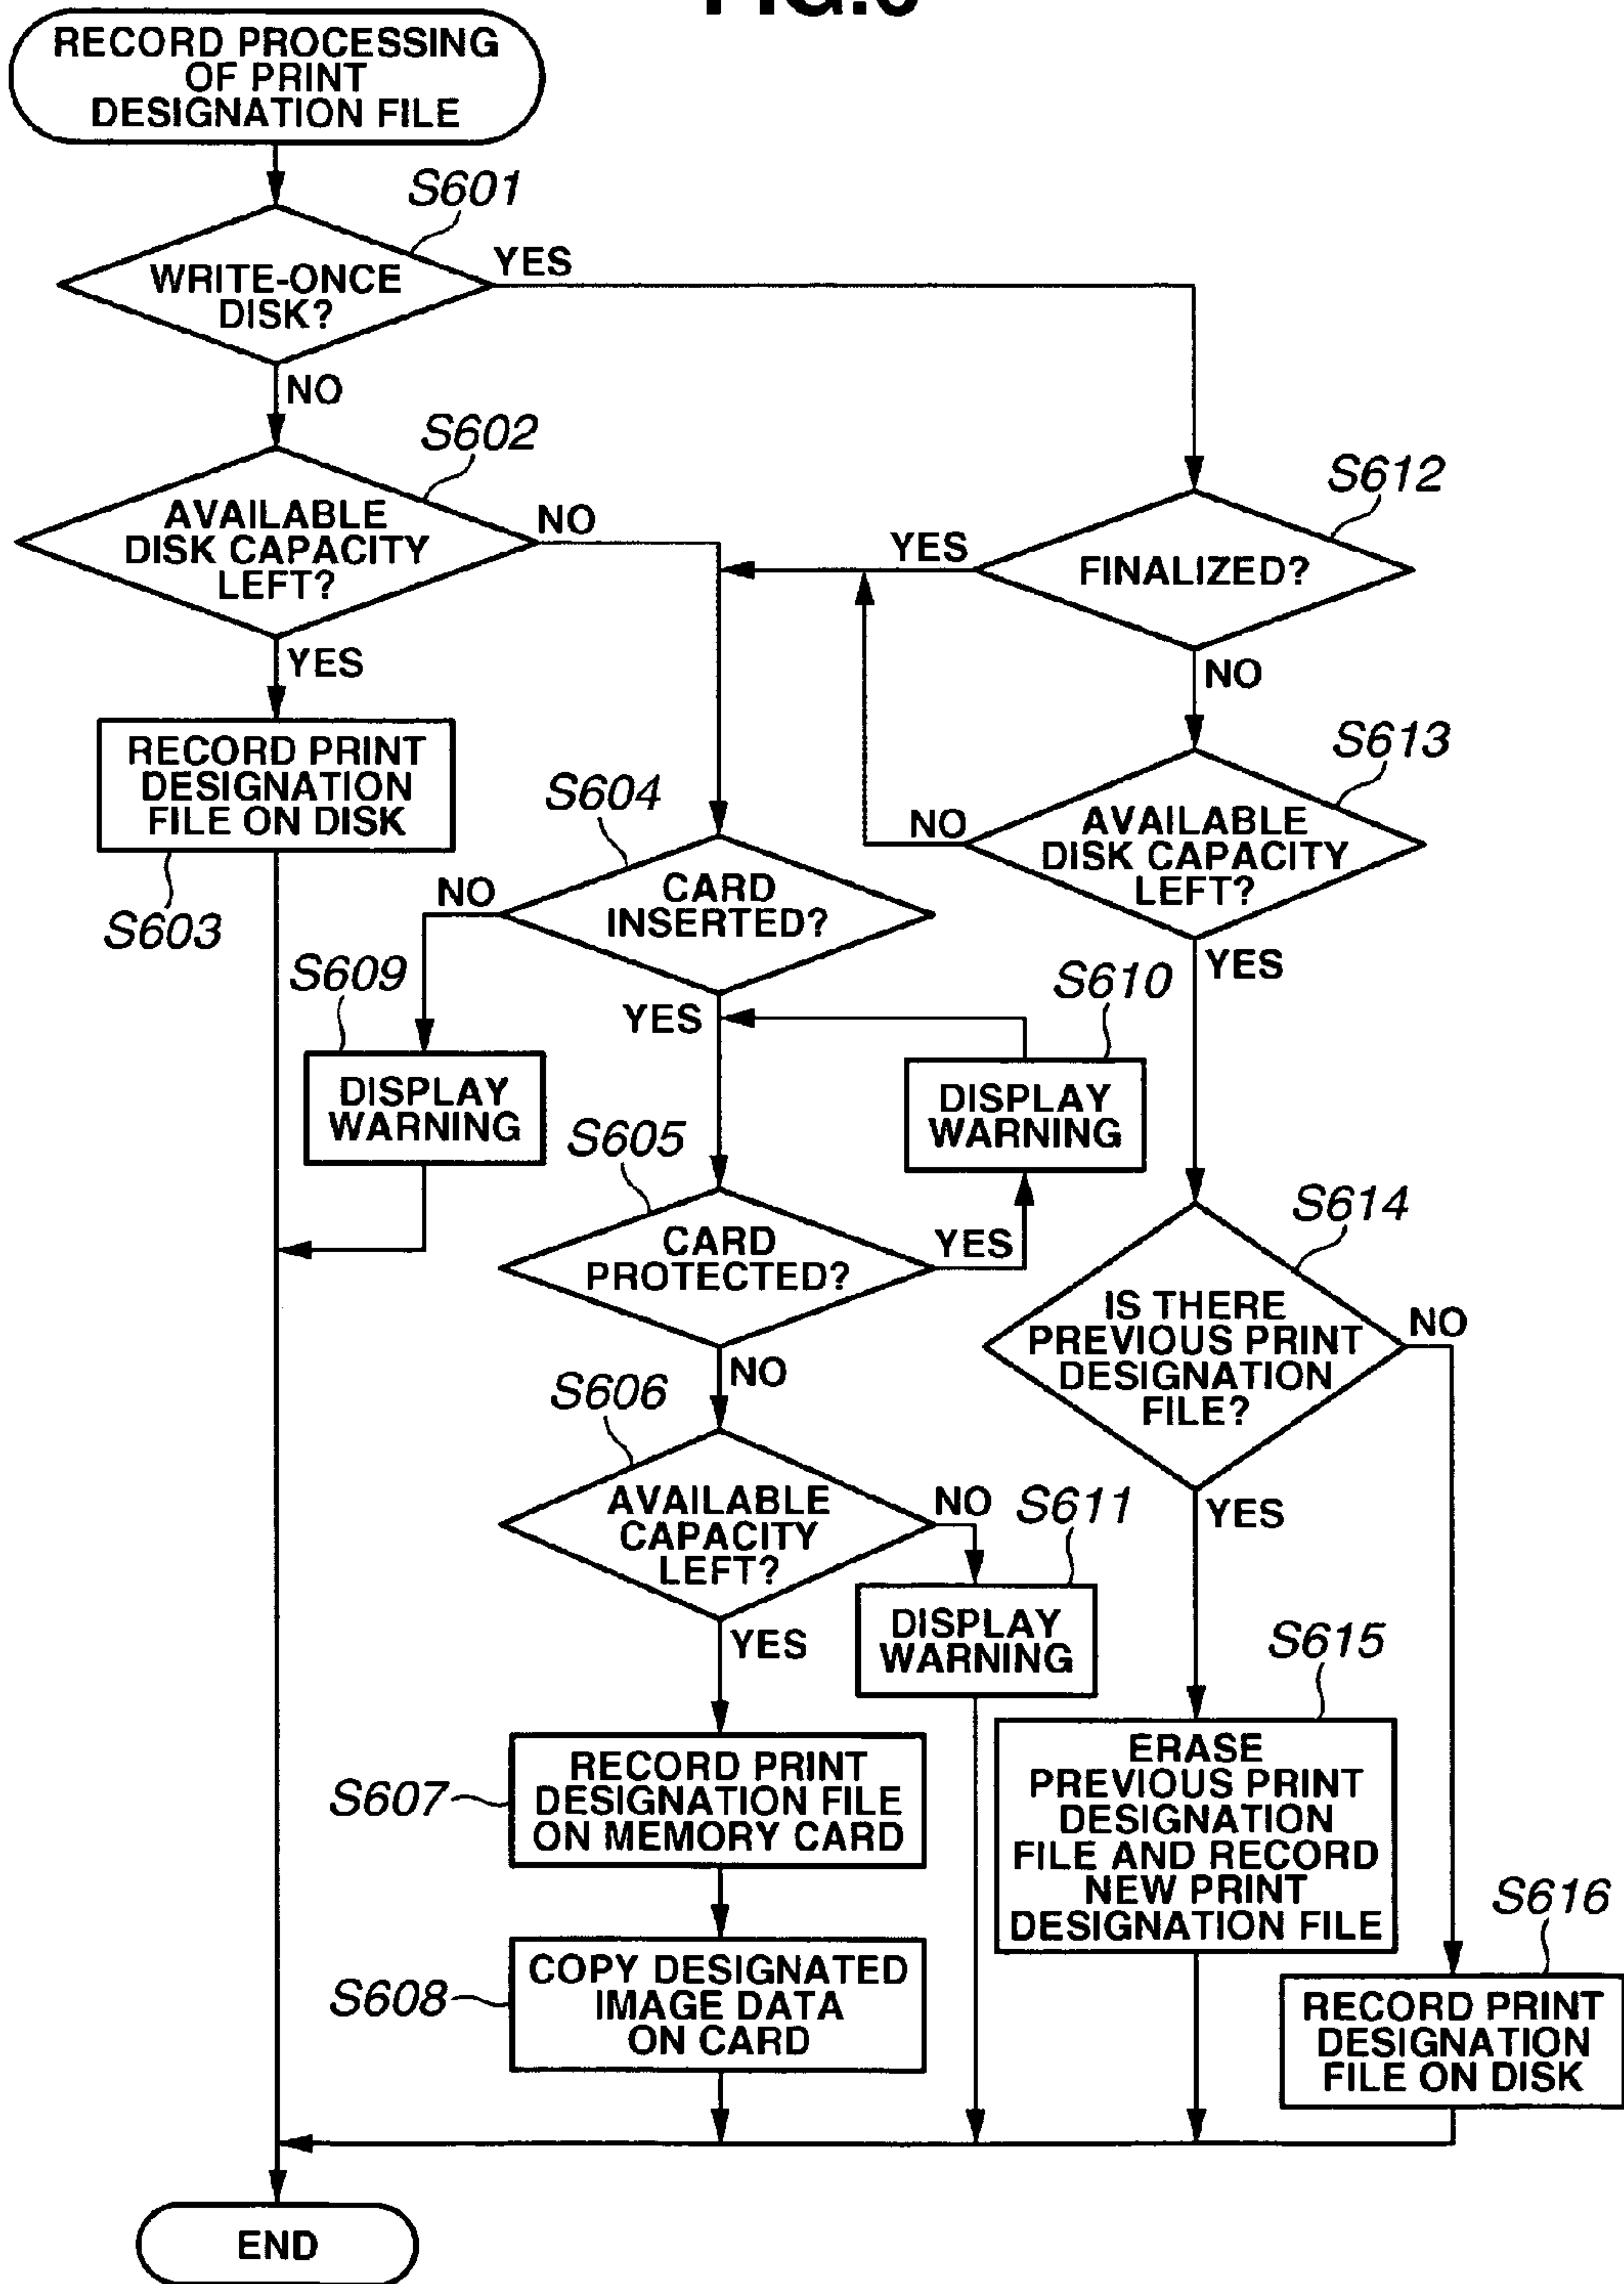 RECORD PROCESSING
OF PRINT
DESIGNATION FILE
S601
WRITE-ONCE
DISK?
YES
NO
S602
AVAILABLE
DISK CAPACITY
LEFT?
NO
YES
S612
FINALIZED?
YES
NO
RECORD PRINT
DESIGNATION
FILE ON DISK
S603
S613
AVAILABLE
DISK CAPACITY
LEFT?
NO
YES
S604
CARD
INSERTED?
NO
YES
S609
DISPLAY
WARNING
S610
DISPLAY
WARNING
S605
CARD
PROTECTED?
YES
NO
S614
IS THERE
PREVIOUS PRINT
DESIGNATION
FILE?
NO
YES
S606
AVAILABLE
CAPACITY
LEFT?
NO
YES
S611
DISPLAY
WARNING
S607
RECORD PRINT
DESIGNATION FILE
ON MEMORY CARD
S615
ERASE
PREVIOUS PRINT
DESIGNATION
FILE AND RECORD
NEW PRINT
DESIGNATION FILE
S608
COPY DESIGNATED
IMAGE DATA
ON CARD
S616
RECORD PRINT
DESIGNATION
FILE ON DISK
END